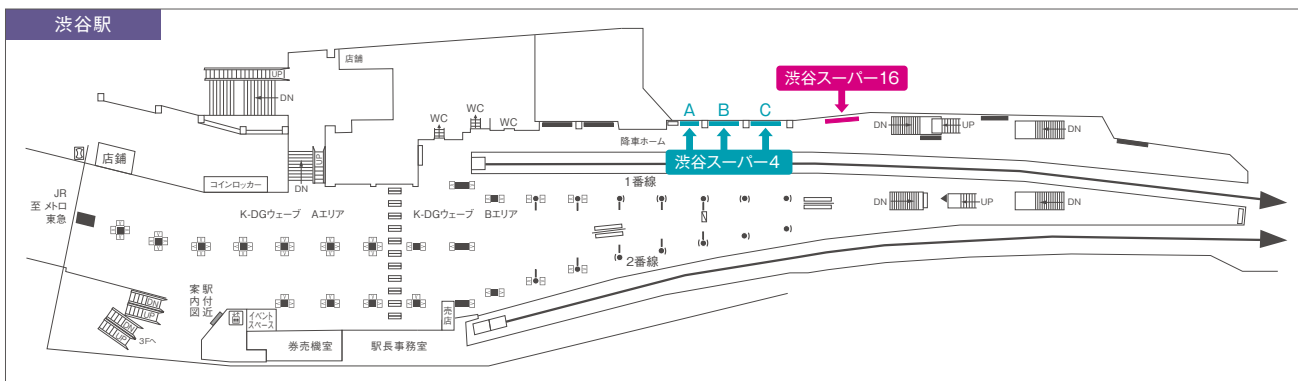 渋谷駅
店舗
UP
DN
WC
WC
WC
A
B
C
渋谷スーパー16
渋谷スーパー4
降車ホーム
DN
UP
DN
店舗
コインロッカー
UP
DN
1番線
JR
至 メトロ
東急
K-DGウェーブ Aエリア
K-DGウェーブ Bエリア
DN
UP
DN
2番線
駅付近
案内図
DN
UP
DN
UP
3Fへ
イベント
スペース
売店
券売機室
駅長事務室